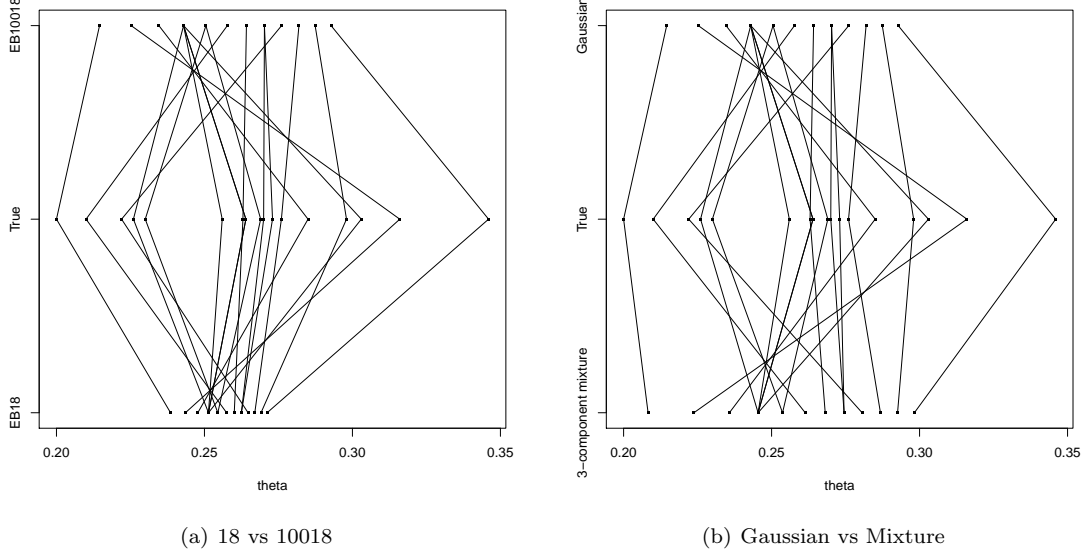 EB10018
True
EB18
0.20 0.25 0.30 0.35
theta
(a) 18 vs 10018
Gaussian
True
3−component mixture
0.20 0.25 0.30 0.35
theta
(b) Gaussian vs Mixture